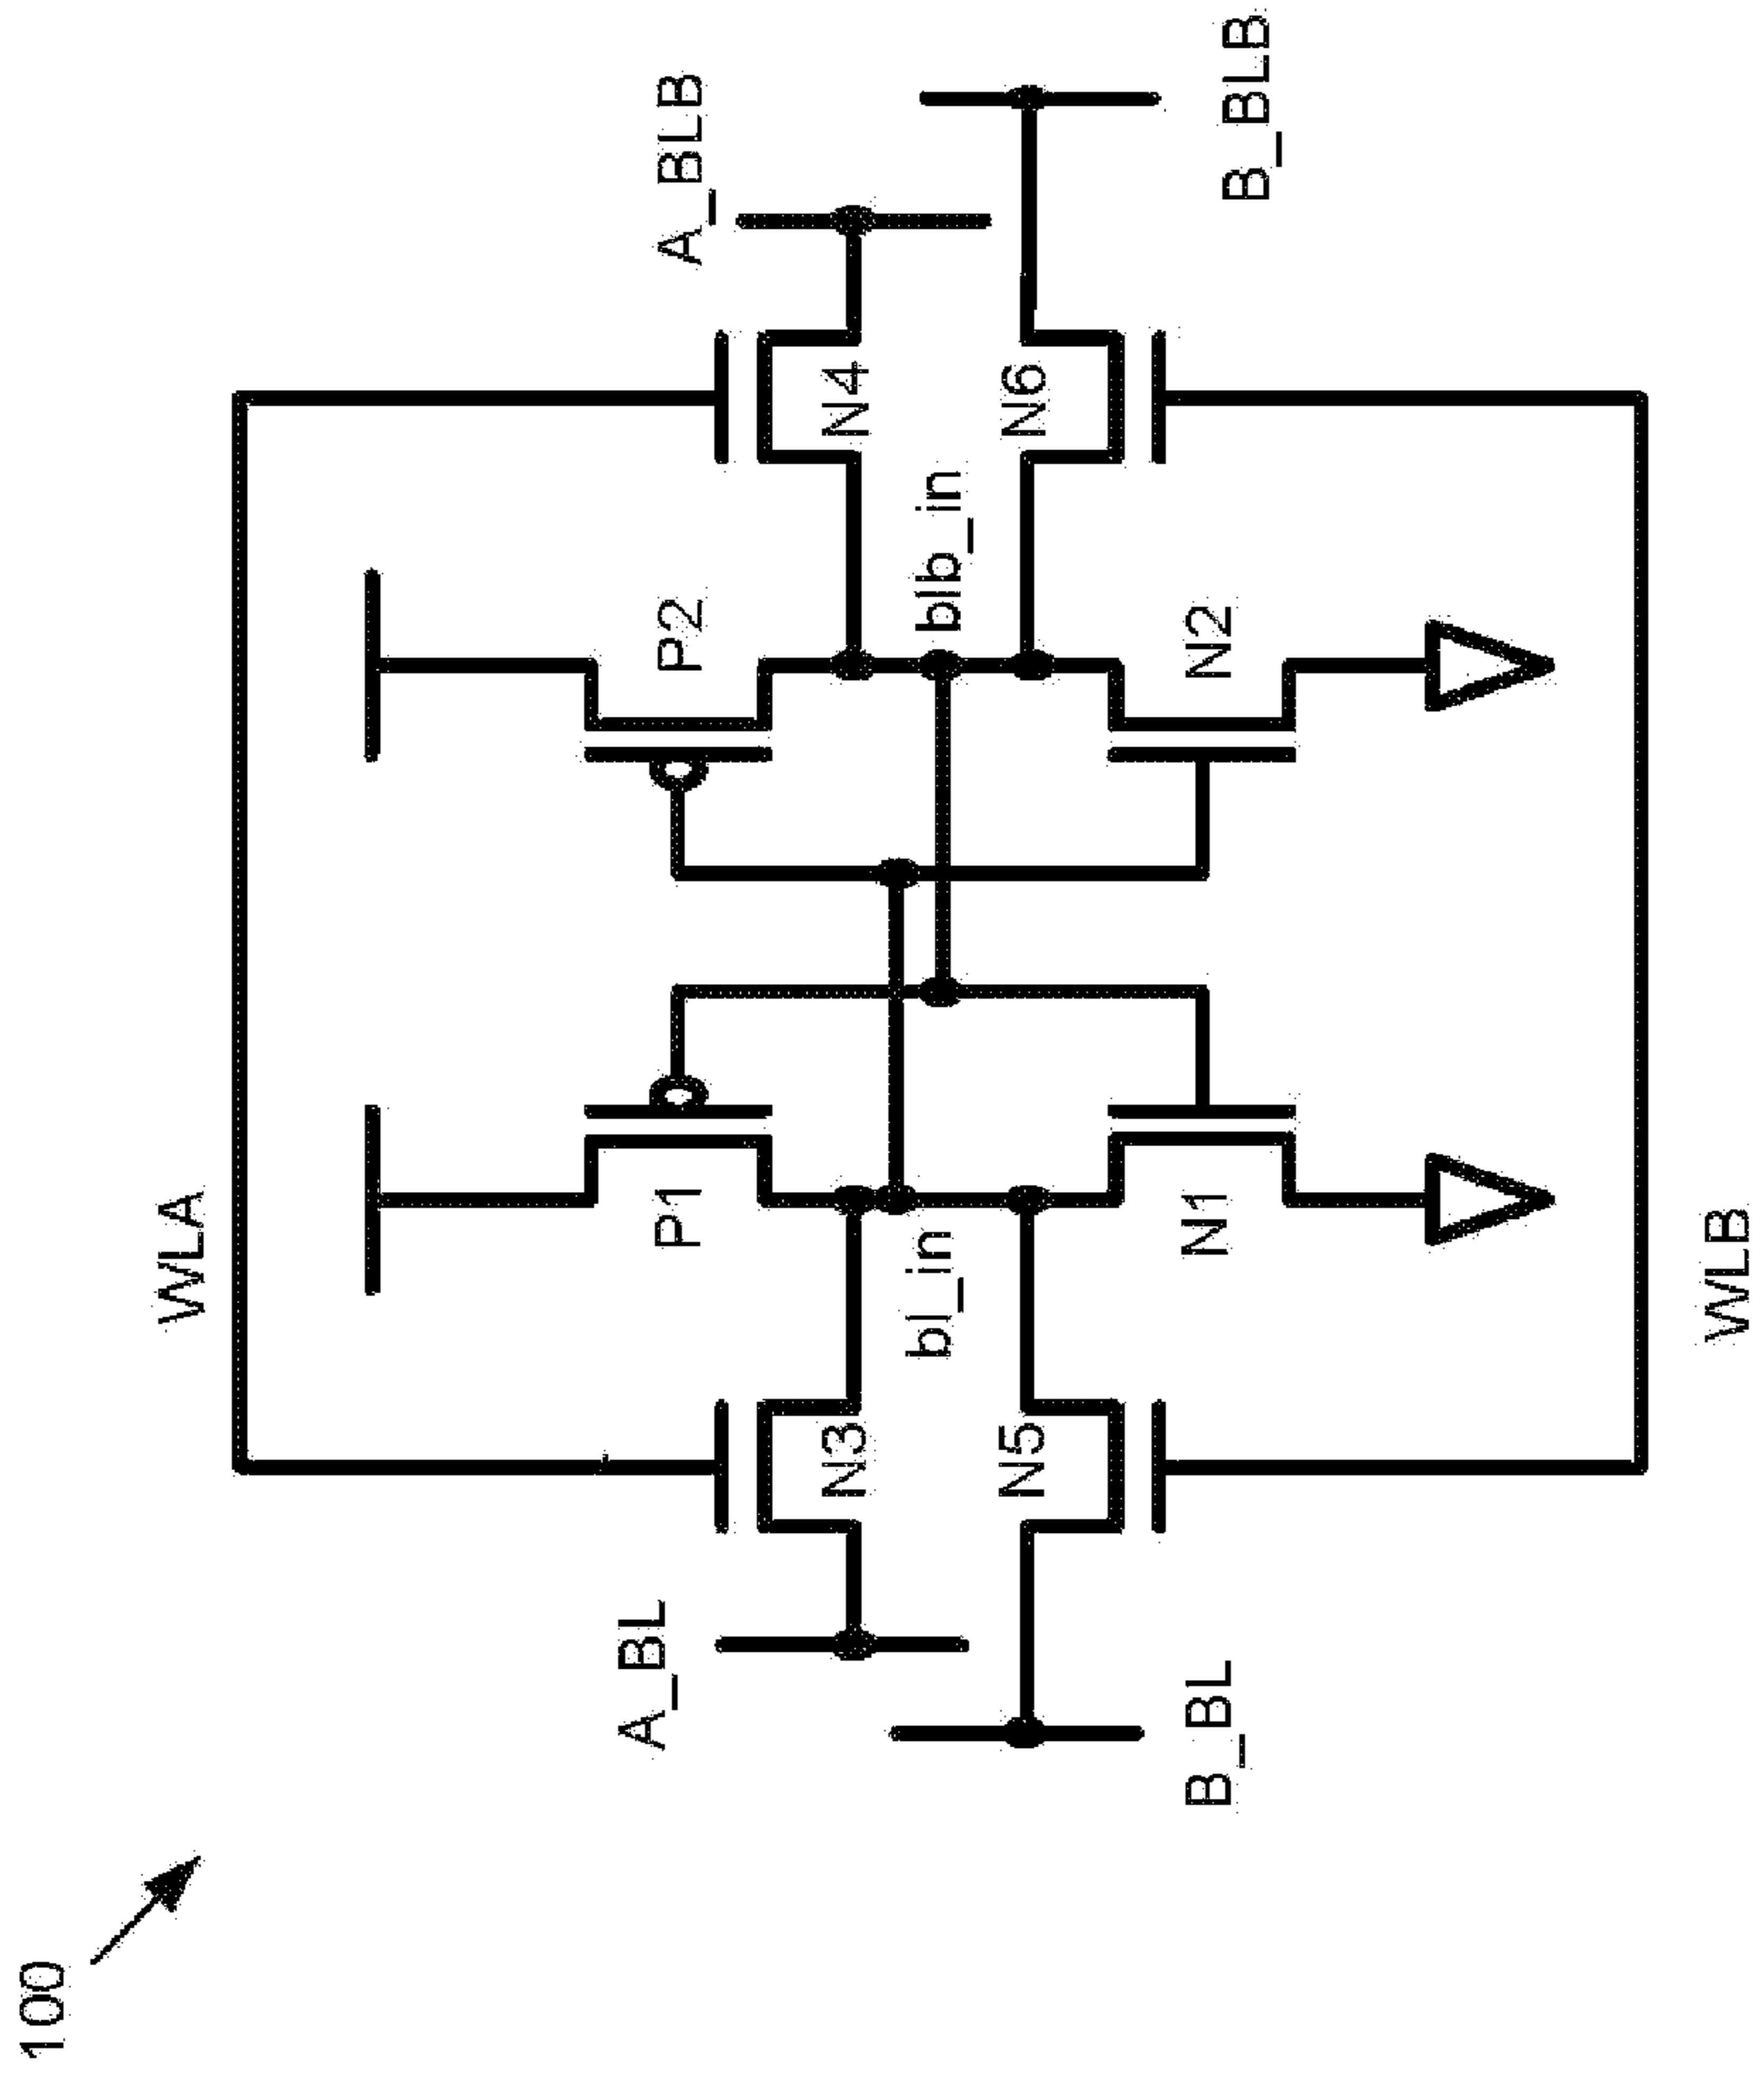 100
WLA
A_BL
A_BLB
P1
P2
N3
N4
bl_in
blb_in
N5
N6
B_BL
N1
N2
B_BLB
WLB